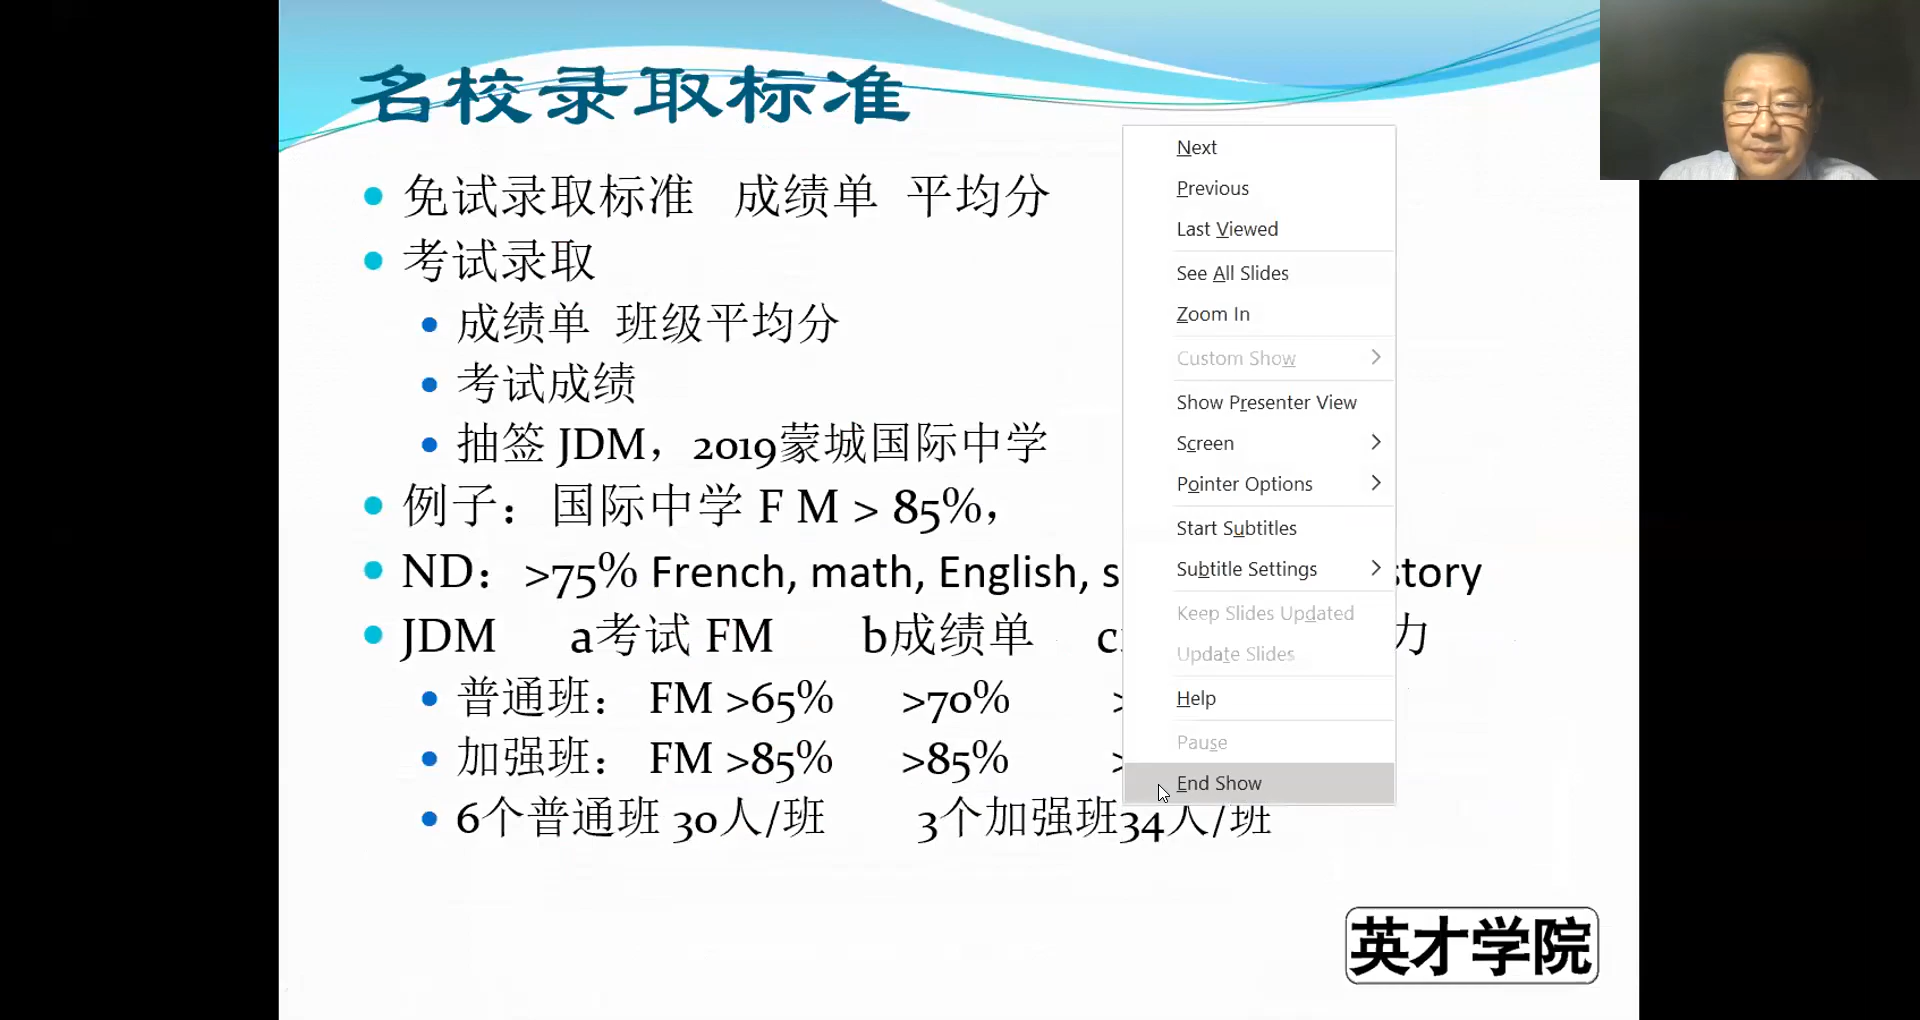 名校录取标准
免试录取标准 成绩单 平均分
考试录取
成绩单 班级平均分
考试成绩
抽签 JDM，2019蒙城国际中学
例子：国际中学 F M > 85%，
ND：>75% French, math, English, s story
JDM a考试 FM b成绩单 c 力
普通班： FM >65% >70% >
加强班： FM >85% >85% >
6个普通班 30人/班 3个加强班34人/班
Next
Previous
Last Viewed
See All Slides
Zoom In
Custom Show
Show Presenter View
Screen
Pointer Options
Start Subtitles
Subtitle Settings
Keep Slides Updated
Update Slides
Help
Pause
End Show
英才学院